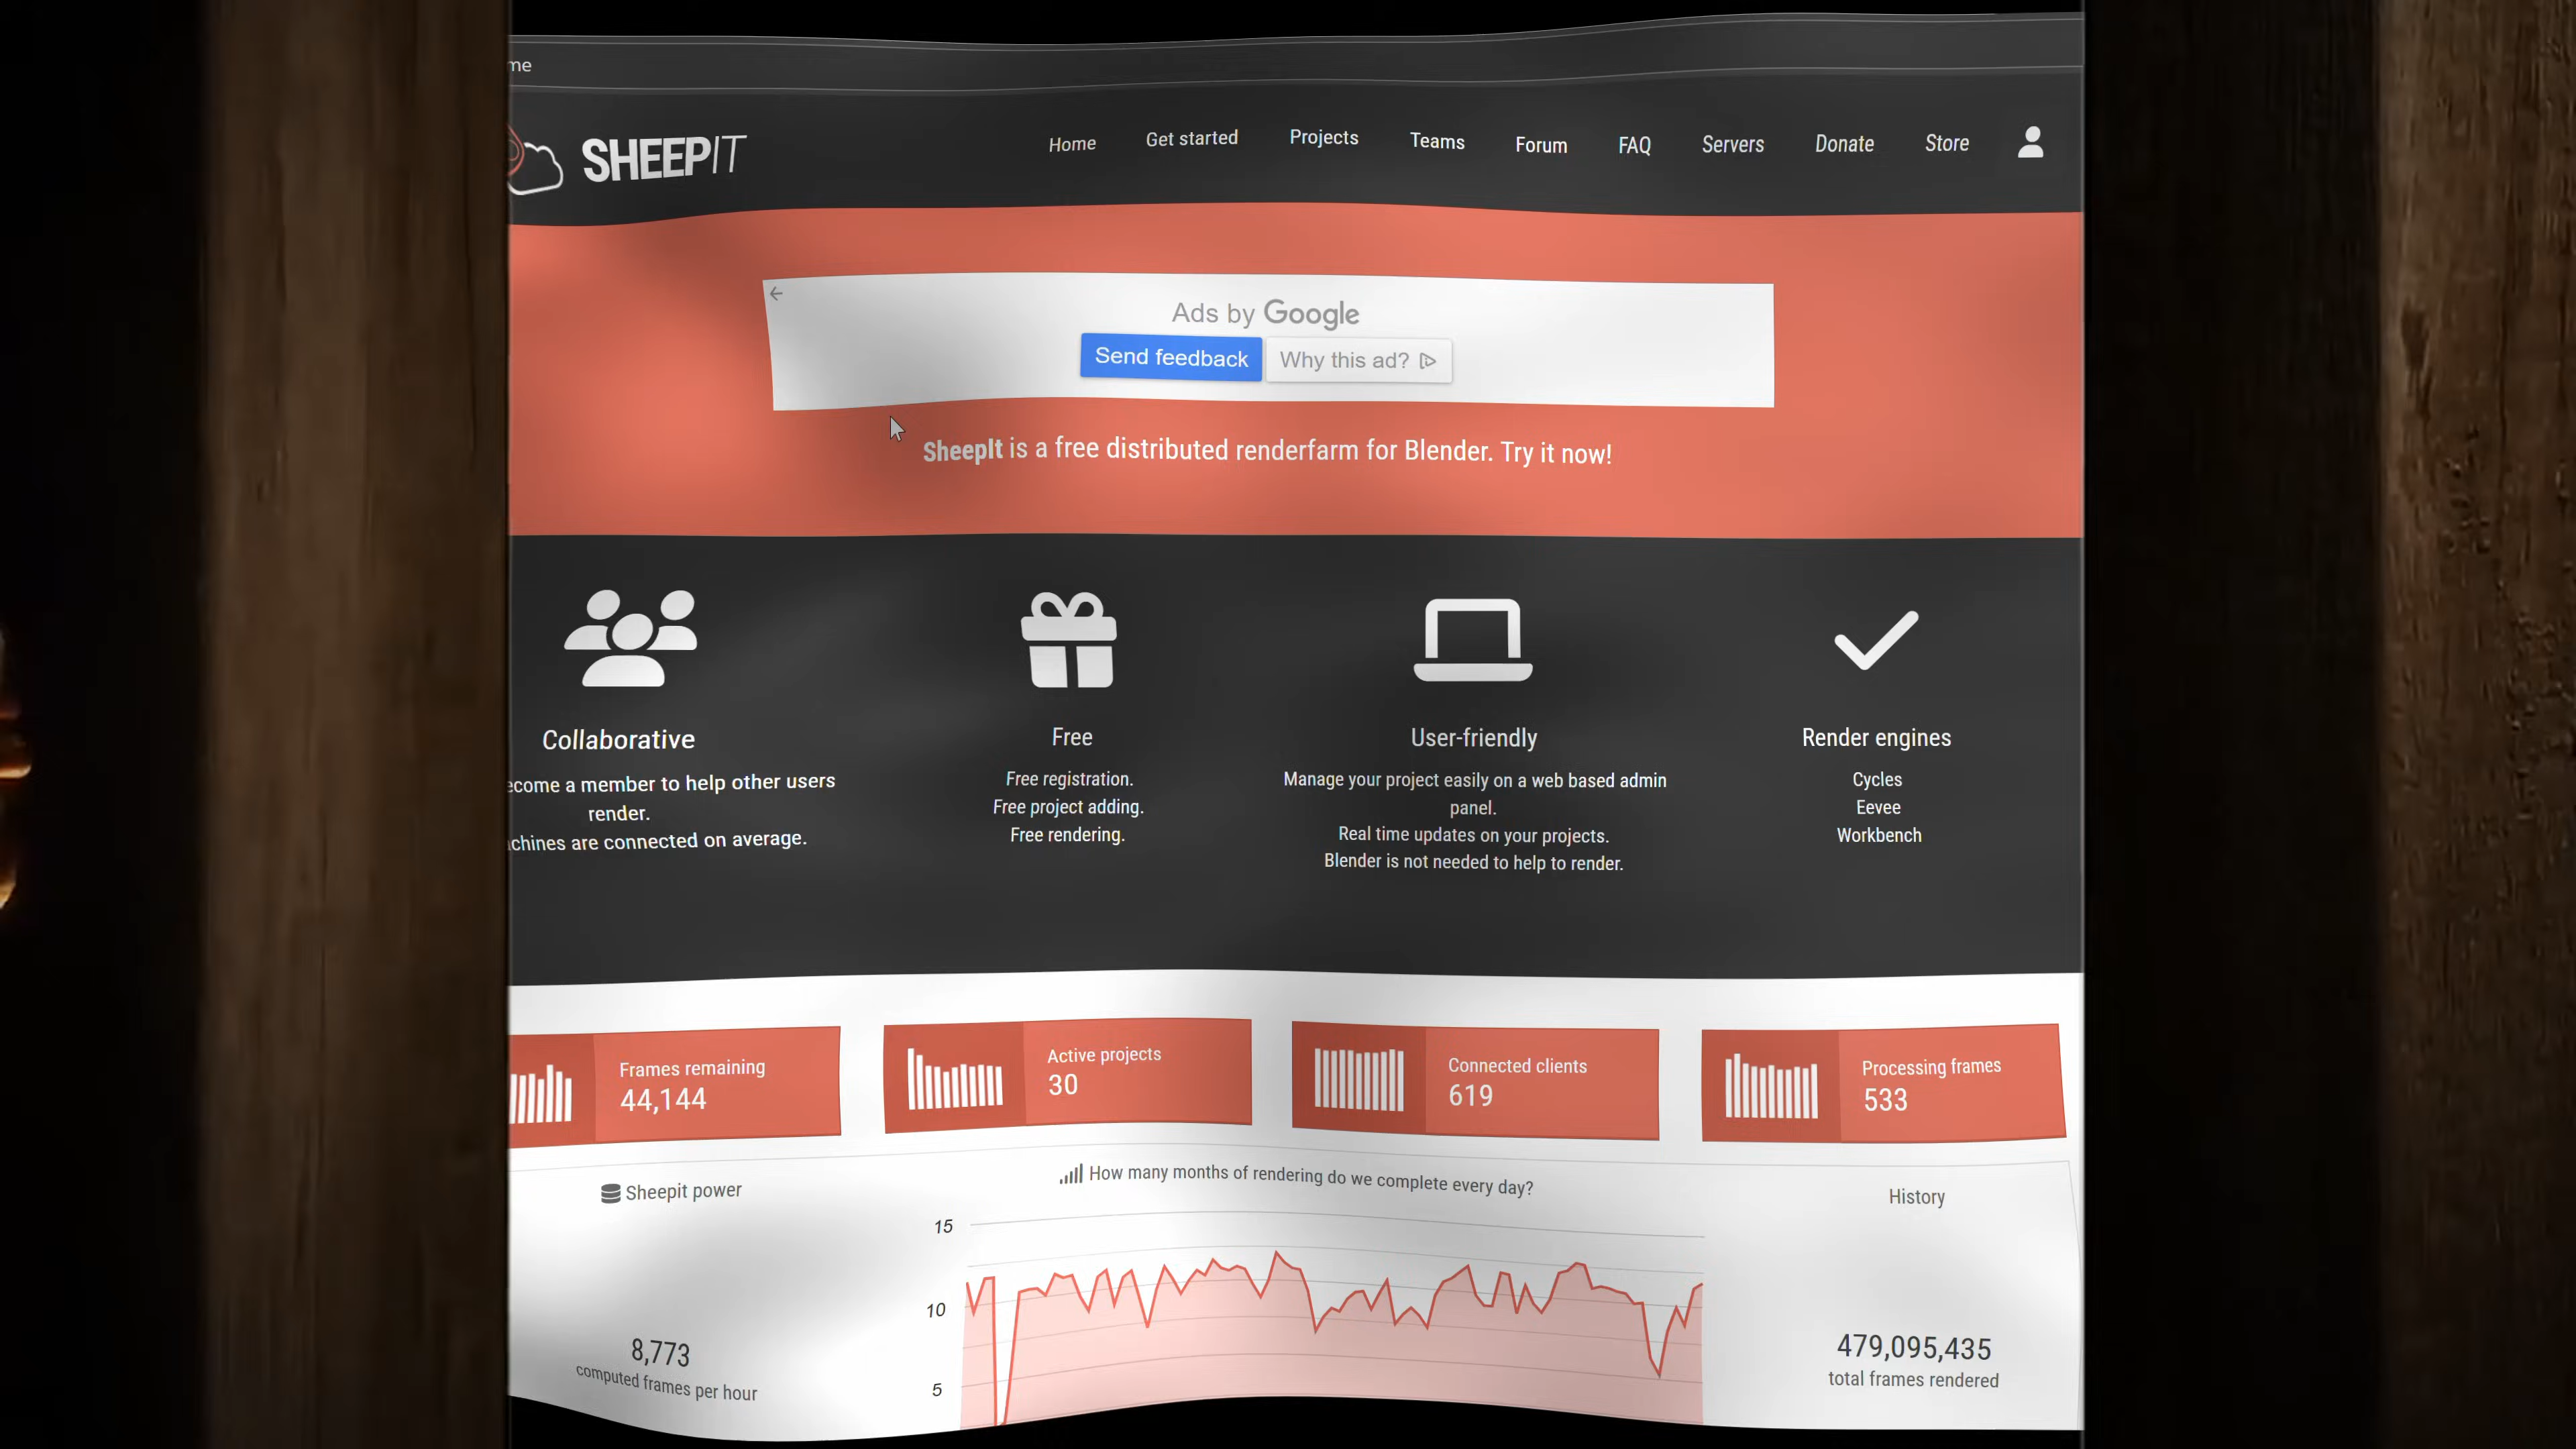 me
SHEEPIT
Home Get started Projects Teams Forum FAQ Servers Donate Store
Ads by Google
Send feedback Why this ad?
SheepIt is a free distributed renderfarm for Blender. Try it now!
Collaborative
ecome a member to help other users
render.
chines are connected on average.
Free
Free registration.
Free project adding.
Free rendering.
User-friendly
Manage your project easily on a web based admin
panel.
Real time updates on your projects.
Blender is not needed to help to render.
Render engines
Cycles
Eevee
Workbench
Frames remaining
44,144
Active projects
30
Connected clients
619
Processing frames
533
Sheepit power
8,773
computed frames per hour
How many months of rendering do we complete every day?
15
10
5
History
479,095,435
total frames rendered